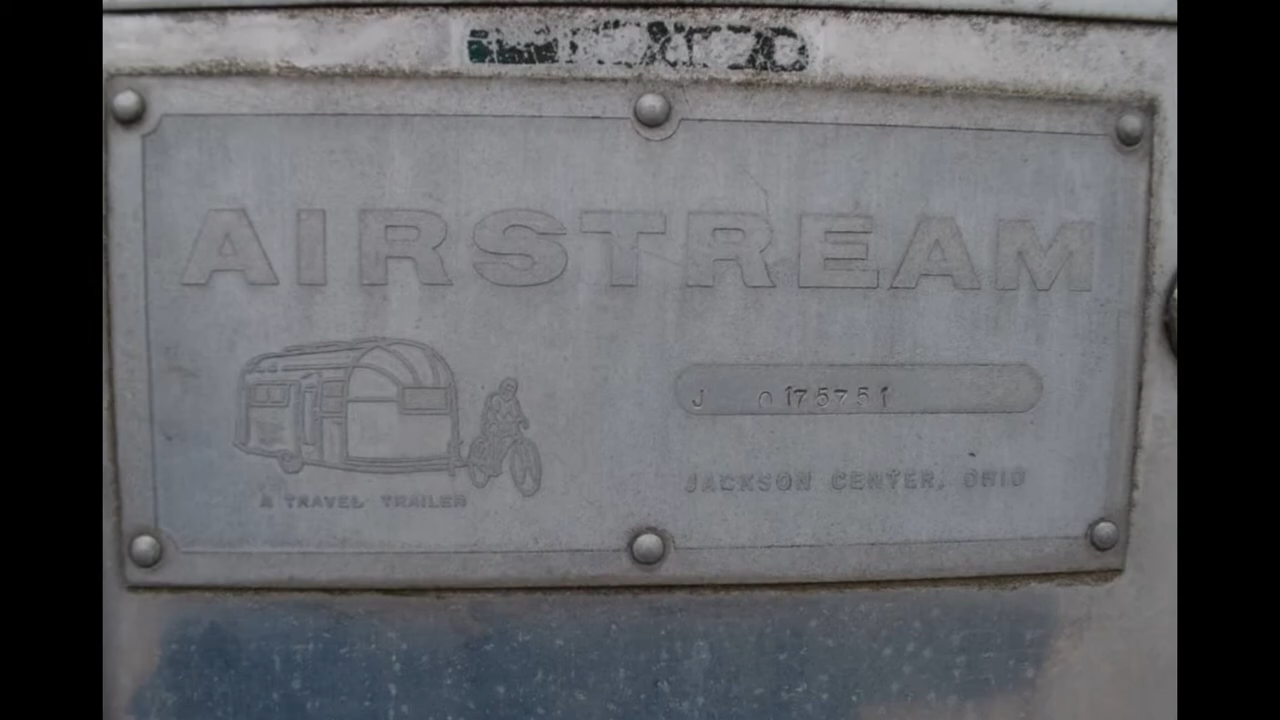 AIRSTREAM
J 0175751
A TRAVEL TRAILER
JACKSON CENTER, OHIO